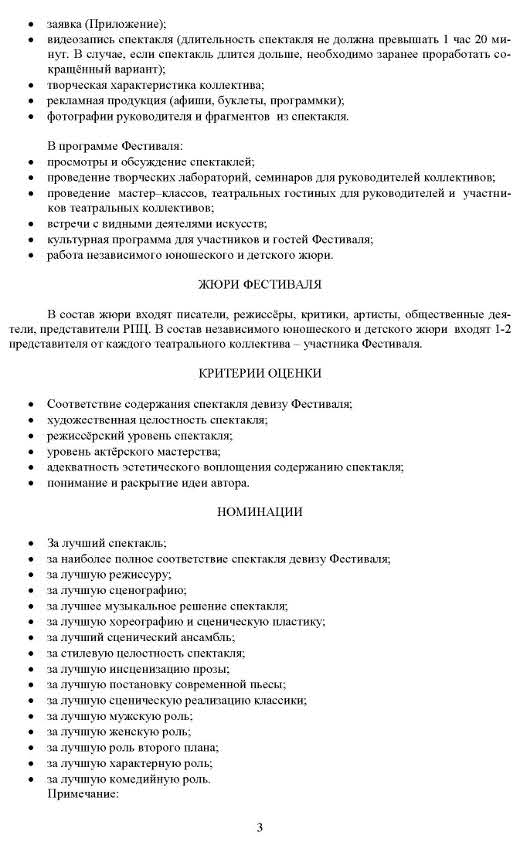 • заявка (Приложение);
• видеозапись спектакля (длительность спектакля не должна превышать 1 час 20 ми-
нут. В случае, если спектакль длится дольше, необходимо заранее проработать со-
кращённый вариант);
• творческая характеристика коллектива;
• рекламная продукция (афиши, буклеты, программки);
• фотографии руководителя и фрагментов из спектакля.
В программе Фестиваля:
• просмотры и обсуждение спектаклей;
• проведение творческих лабораторий, семинаров для руководителей коллективов;
• проведение мастер–классов, театральных гостиных для руководителей и участни-
ков театральных коллективов;
• встречи с видными деятелями искусств;
• культурная программа для участников и гостей Фестиваля;
• работа независимого юношеского и детского жюри.
ЖЮРИ ФЕСТИВАЛЯ
В состав жюри входят писатели, режиссёры, критики, артисты, общественные дея-
тели, представители РПЦ. В состав независимого юношеского и детского жюри входят 1-2
представителя от каждого театрального коллектива – участника Фестиваля.
КРИТЕРИИ ОЦЕНКИ
• Соответствие содержания спектакля девизу Фестиваля;
• художественная целостность спектакля;
• режиссёрский уровень спектакля;
• уровень актёрского мастерства;
• адекватность эстетического воплощения содержанию спектакля;
• понимание и раскрытие идеи автора.
НОМИНАЦИИ
• За лучший спектакль;
• за наиболее полное соответствие спектакля девизу Фестиваля;
• за лучшую режиссуру;
• за лучшую сценографию;
• за лучшее музыкальное решение спектакля;
• за лучшую хореографию и сценическую пластику;
• за лучший сценический ансамбль;
• за стилевую целостность спектакля;
• за лучшую инсценизацию прозы;
• за лучшую постановку современной пьесы;
• за лучшую сценическую реализацию классики;
• за лучшую мужскую роль;
• за лучшую женскую роль;
• за лучшую роль второго плана;
• за лучшую характерную роль;
• за лучшую комедийную роль.
Примечание:
3